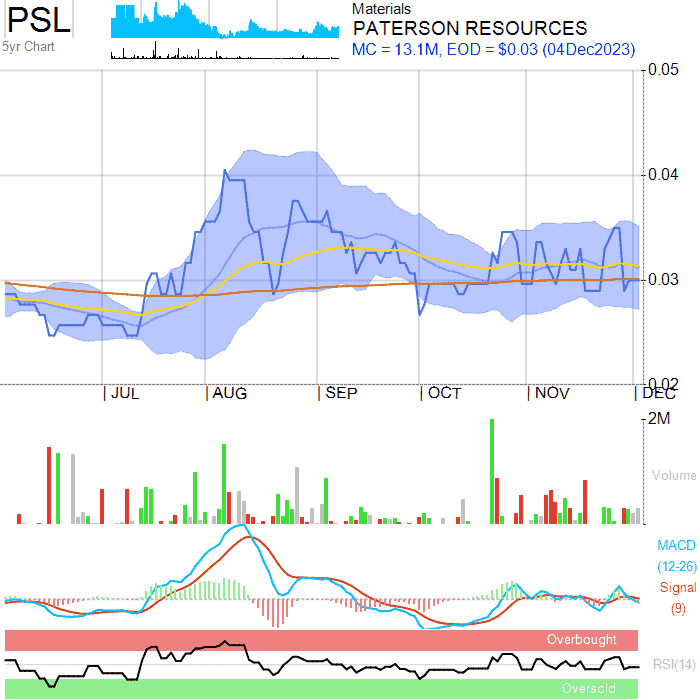 PSL
5yr Chart
Materials
PATERSON RESOURCES
MC = 13.1M, EOD = $0.03 (04Dec2023)
0.05
0.04
0.03
0.02
| JUL | AUG | SEP | OCT | NOV | DEC
2M
Volume
MACD
(12-26)
Signal
(9)
Overbought
RSI(14)
Oversold